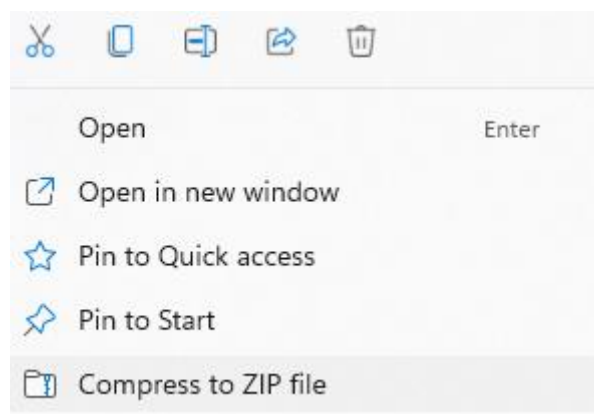 Open Enter
Open in new window
Pin to Quick access
Pin to Start
Compress to ZIP file